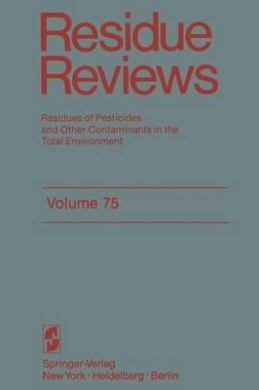 Residue
Reviews
Residues of Pesticides
and Other Contaminants in the
Total Environment
Volume 75
Springer-Verlag
New York · Heidelberg · Berlin